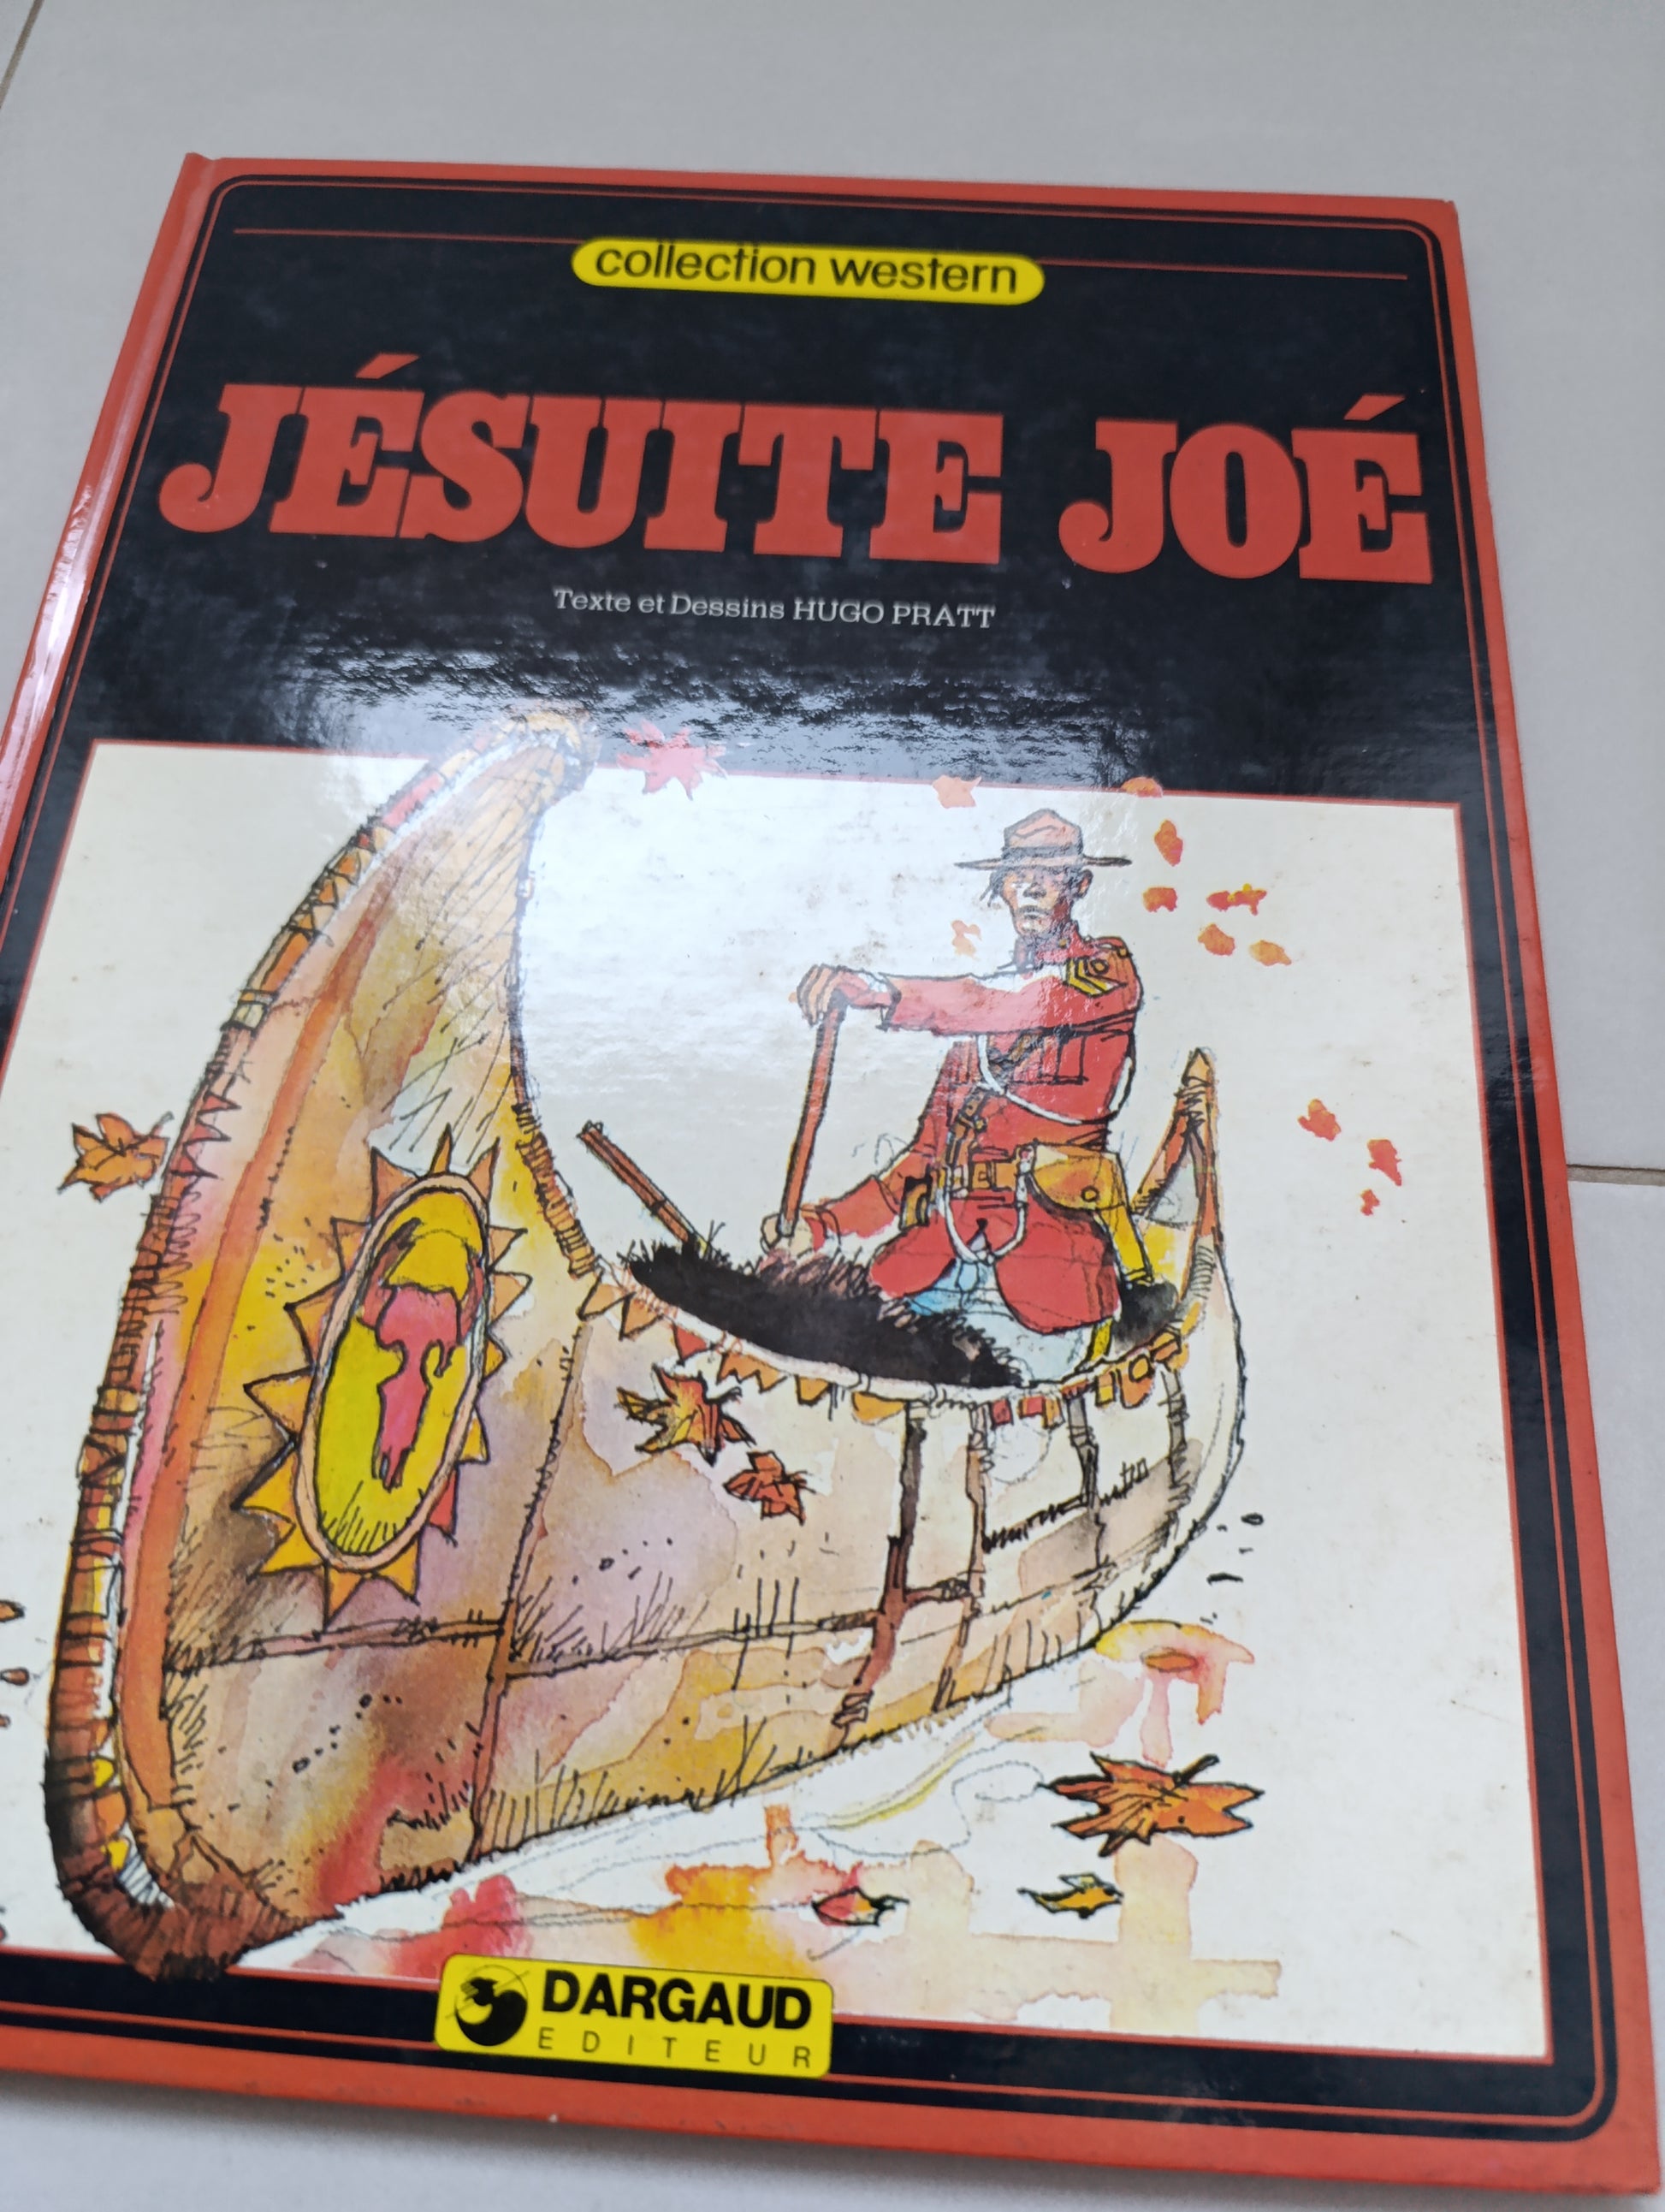 collection western
JÉSUITE JOÉ
Texte et Dessins HUGO PRATT
DARGAUD
EDITEUR